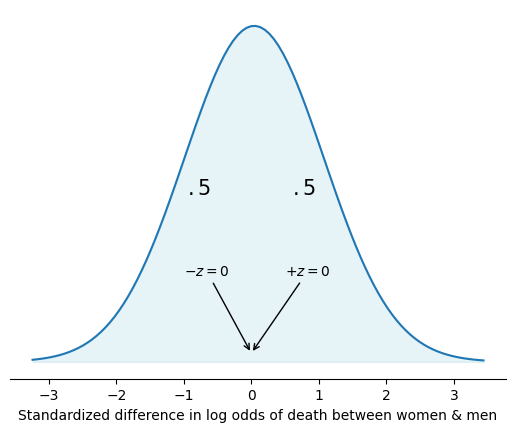 .5 .5
−z = 0 +z = 0
−3 −2 −1 0 1 2 3
Standardized difference in log odds of death between women & men